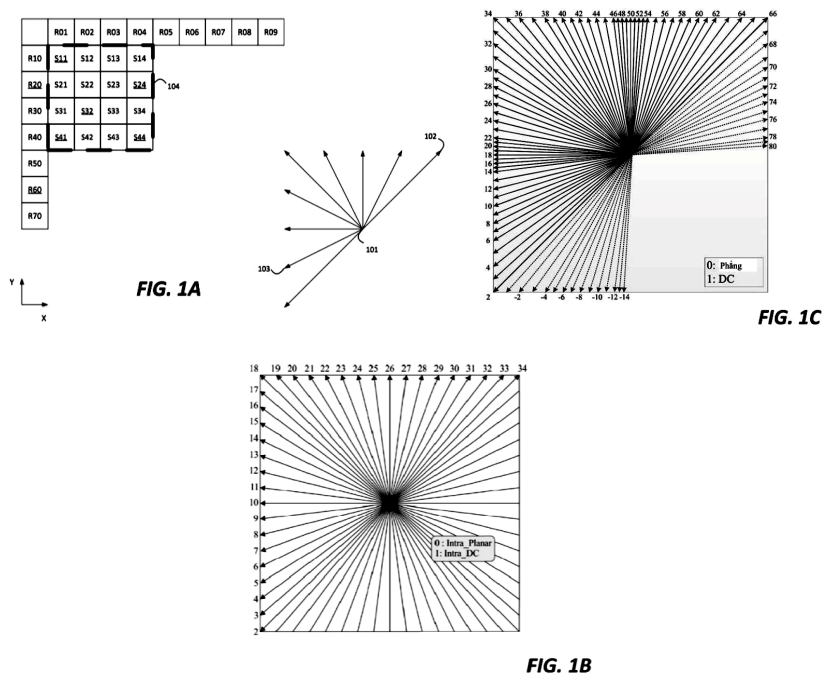 R01 R02 R03 R04 R05 R06 R07 R08 R09
R10 S11 S12 S13 S14
R20 S21 S22 S23 S24
R30 S31 S32 S33 S34
R40 S41 S42 S43 S44
R50
R60
R70
104
102
101
103
Y
X
FIG. 1A
34 36 38 40 42 44 46 48 50 52 54 56 58 60 62 64 66
32
30
28
26
24
22
20
18
16
14
12
10
8
6
4
2 -2 -4 -6 -8 -10 -12 -14
68
70
72
74
76
78
80
0: Phẳng
1: DC
FIG. 1C
18 19 20 21 22 23 24 25 26 27 28 29 30 31 32 33 34
17
16
15
14
13
12
11
10
9
8
7
6
5
4
3
2
0 : Intra_Planar
1: Intra_DC
FIG. 1B